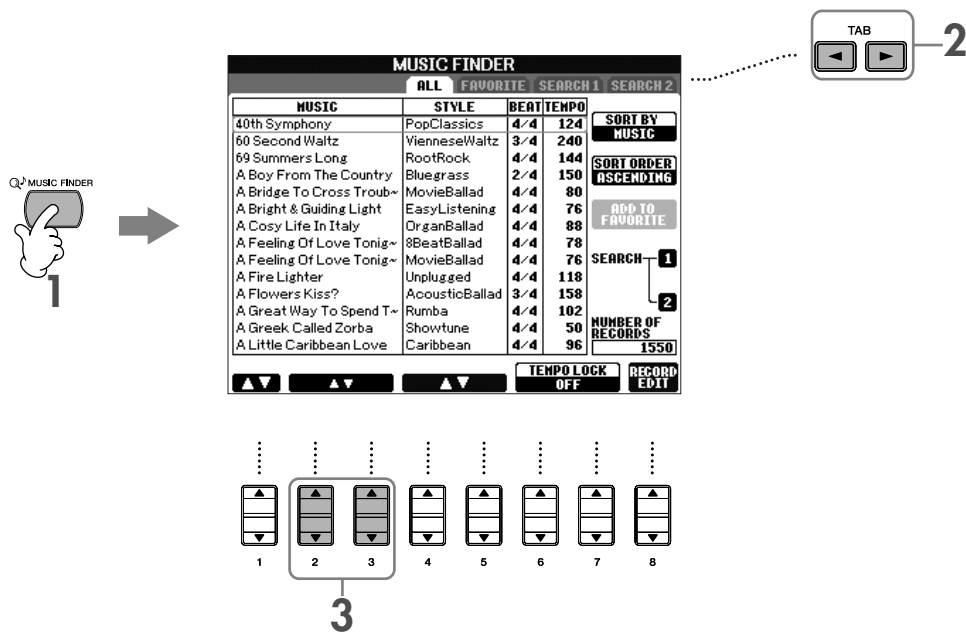 TAB
2
MUSIC FINDER
ALL FAVORITE SEARCH 1 SEARCH 2
MUSIC STYLE BEAT TEMPO
40th Symphony PopClassics 4/4 124
60 Second Waltz VienneseWaltz 3/4 240
69 Summers Long RootRock 4/4 144
A Boy From The Country Bluegrass 2/4 150
A Bridge To Cross Troub~ MovieBallad 4/4 80
A Bright & Guiding Light EasyListening 4/4 76
A Cosy Life In Italy OrganBallad 4/4 88
A Feeling Of Love Tonig~ 8BeatBallad 4/4 78
A Feeling Of Love Tonig~ MovieBallad 4/4 76
A Fire Lighter Unplugged 4/4 118
A Flowers Kiss? AcousticBallad 3/4 158
A Great Way To Spend T~ Rumba 4/4 102
A Greek Called Zorba Showtune 4/4 50
A Little Caribbean Love Caribbean 4/4 96
SORT BY
MUSIC
SORT ORDER
ASCENDING
ADD TO
FAVORITE
SEARCH 1
2
NUMBER OF
RECORDS
1550
TEMPO LOCK
OFF
RECORD
EDIT
MUSIC FINDER
1
1 2 3 4 5 6 7 8
3